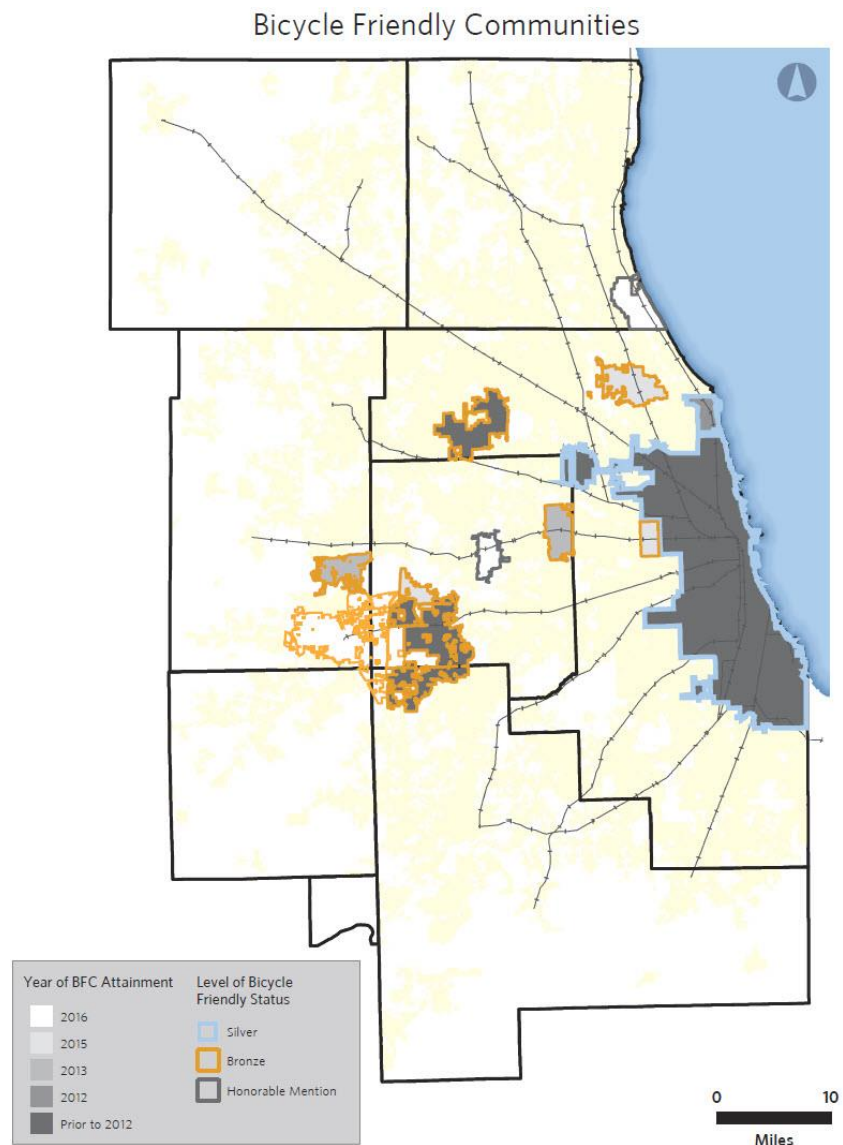 Bicycle Friendly Communities
Year of BFC Attainment
2016
2015
2013
2012
Prior to 2012
Level of Bicycle
Friendly Status
Silver
Bronze
Honorable Mention
0 10
Miles